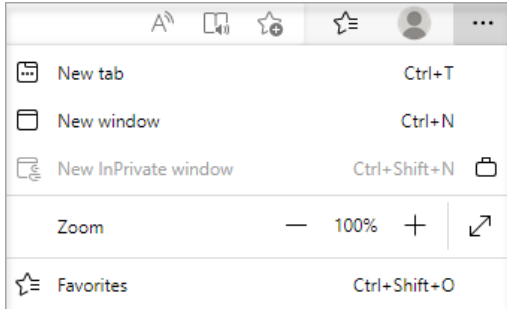 A
New tab Ctrl+T
New window Ctrl+N
New InPrivate window Ctrl+Shift+N
Zoom — 100% +
Favorites Ctrl+Shift+O